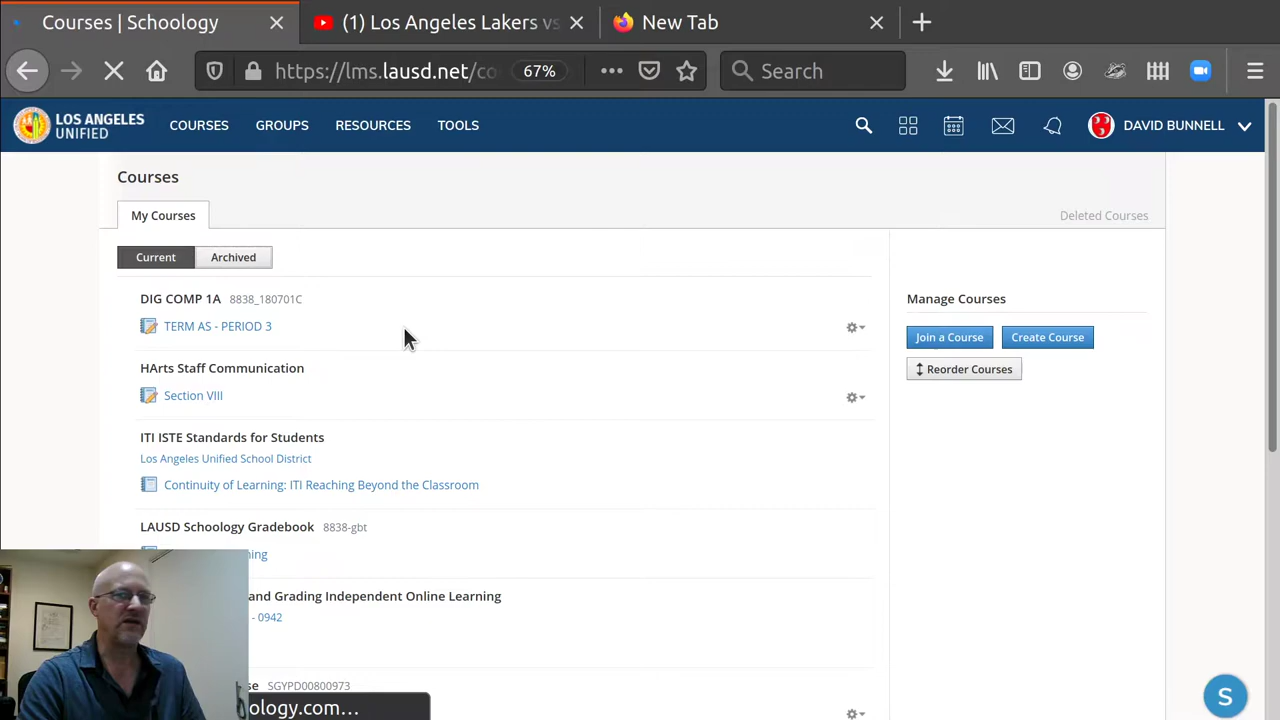 Courses | Schoology
(1) Los Angeles Lakers vs
New Tab
https://lms.lausd.net/co
67%
Search
LOS ANGELES
UNIFIED
COURSES
GROUPS
RESOURCES
TOOLS
DAVID BUNNELL
Courses
My Courses
Deleted Courses
Current
Archived
DIG COMP 1A 8838_180701C
TERM AS - PERIOD 3
HArts Staff Communication
Section VIII
ITI ISTE Standards for Students
Los Angeles Unified School District
Continuity of Learning: ITI Reaching Beyond the Classroom
LAUSD Schoology Gradebook 8838-gbt
and Grading Independent Online Learning
- 0942
SGYPD00800973
ology.com...
Manage Courses
Join a Course
Create Course
Reorder Courses
S